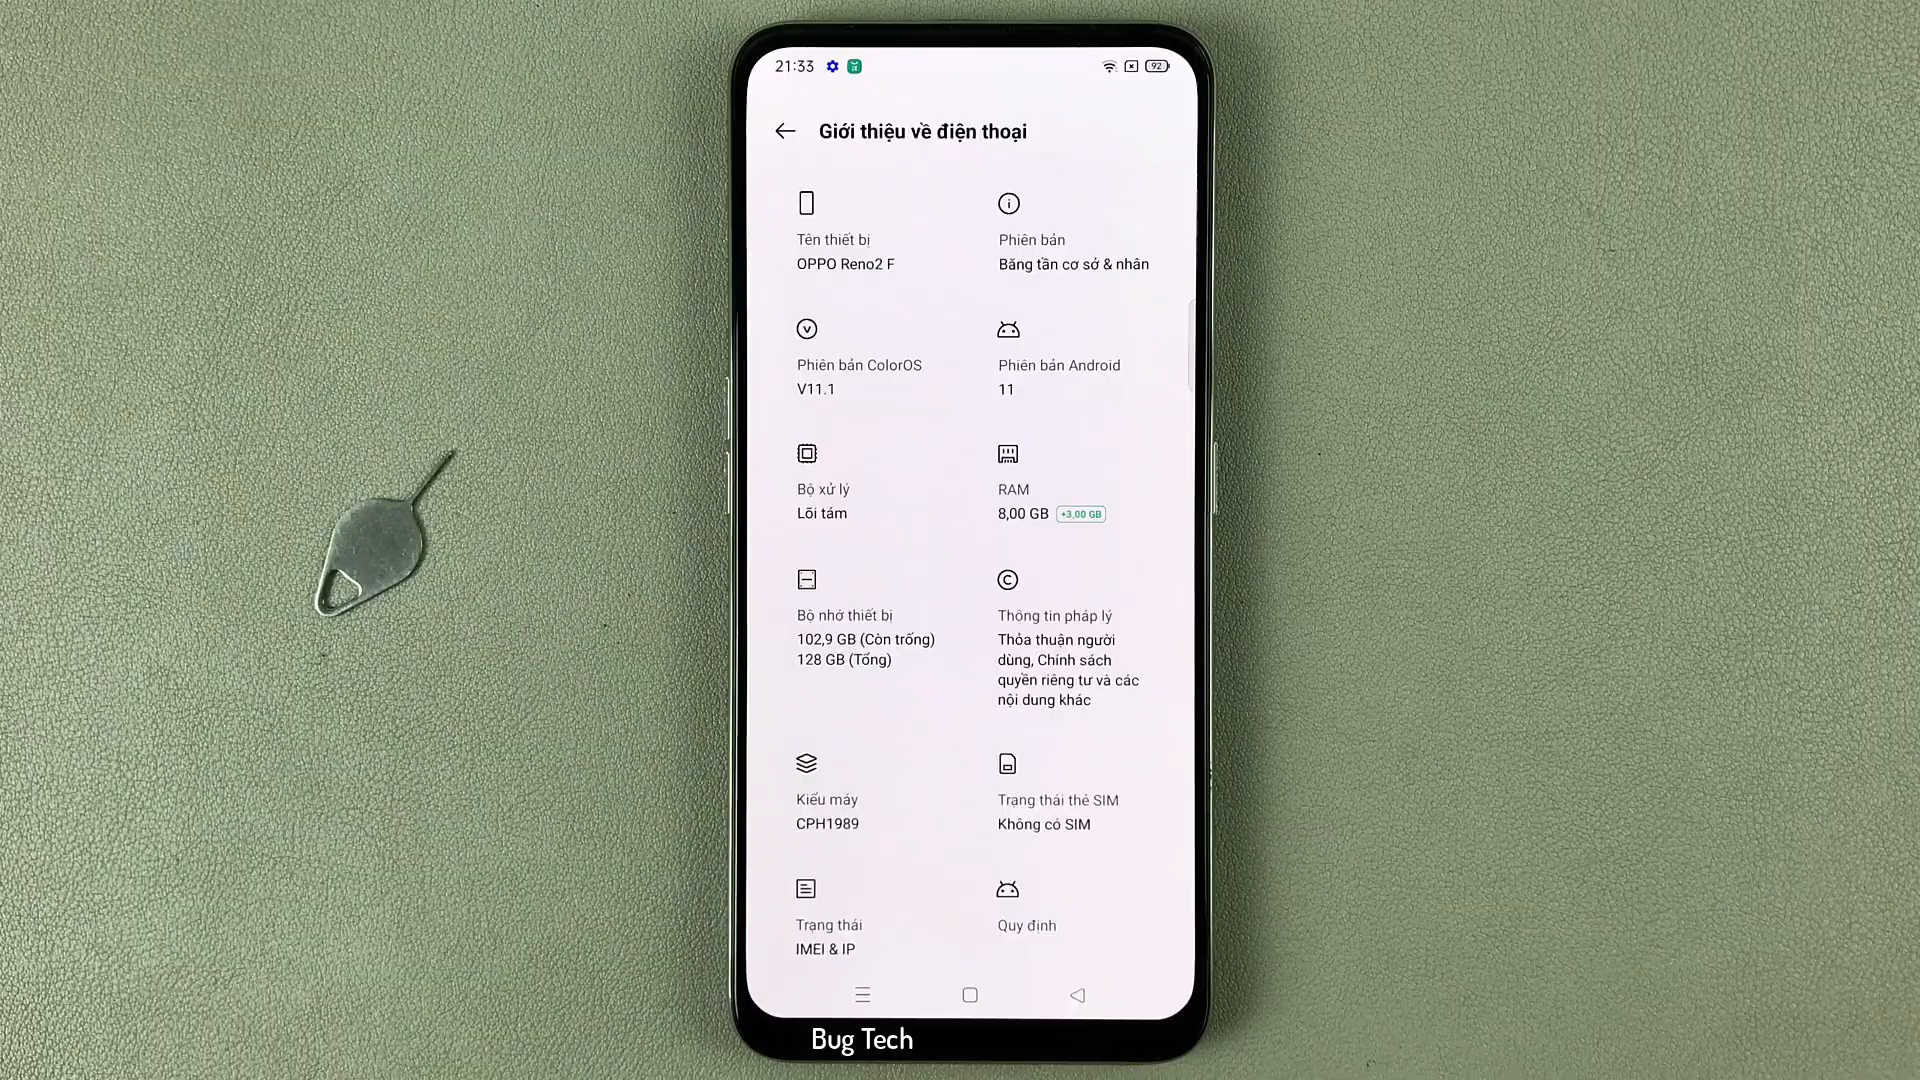 21:33
92
Giới thiệu về điện thoại
Tên thiết bị
OPPO Reno2 F
Phiên bản
Băng tần cơ sở & nhân
Phiên bản ColorOS
V11.1
Phiên bản Android
11
Bộ xử lý
Lõi tám
RAM
8,00 GB +3,00 GB
Bộ nhớ thiết bị
102,9 GB (Còn trống)
128 GB (Tổng)
Thông tin pháp lý
Thỏa thuận người
dùng, Chính sách
quyền riêng tư và các
nội dung khác
Kiểu máy
CPH1989
Trạng thái thẻ SIM
Không có SIM
Trạng thái
IMEI & IP
Quy định
Bug Tech